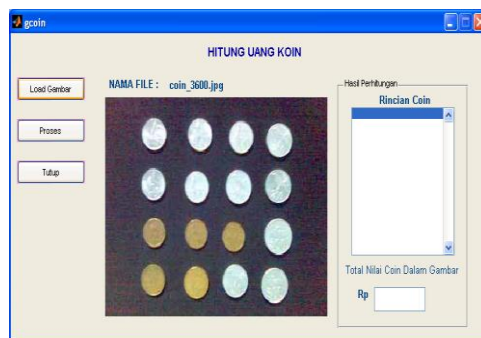 gcoin
HITUNG UANG KOIN
Load Gambar
Proses
Tutup
NAMA FILE : coin_3600.jpg
Hasil Perhitungan
Rincian Coin
Total Nilai Coin Dalam Gambar
Rp